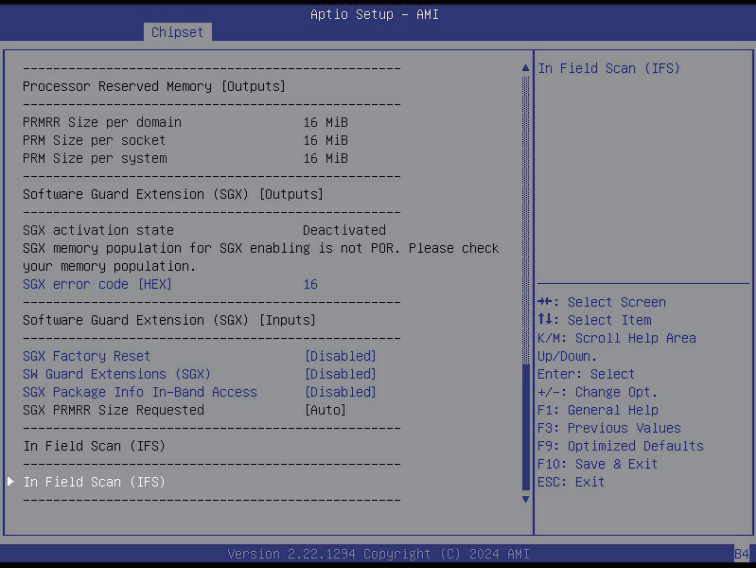 Aptio Setup – AMI
Chipset
Processor Reserved Memory [Outputs]
PRMRR Size per domain 16 MiB
PRM Size per socket 16 MiB
PRM Size per system 16 MiB
Software Guard Extension (SGX) [Outputs]
SGX activation state Deactivated
SGX memory population for SGX enabling is not POR. Please check
your memory population.
SGX error code [HEX] 16
Software Guard Extension (SGX) [Inputs]
SGX Factory Reset [Disabled]
SW Guard Extensions (SGX) [Disabled]
SGX Package Info In-Band Access [Disabled]
SGX PRMRR Size Requested [Auto]
In Field Scan (IFS)
In Field Scan (IFS)
In Field Scan (IFS)
→←: Select Screen
↑↓: Select Item
K/M: Scroll Help Area
Up/Down.
Enter: Select
+/-: Change Opt.
F1: General Help
F3: Previous Values
F9: Optimized Defaults
F10: Save & Exit
ESC: Exit
Version 2.22.1294 Copyright (C) 2024 AMI
B4